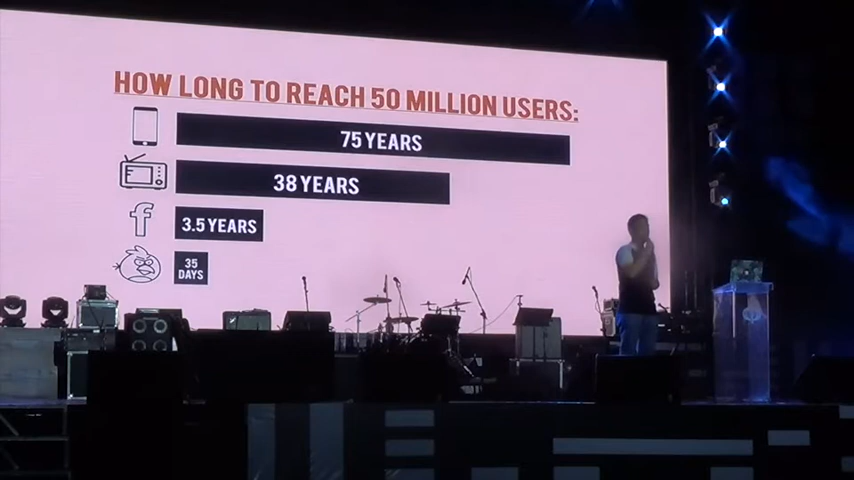 HOW LONG TO REACH 50 MILLION USERS:
75 YEARS
38 YEARS
3.5 YEARS
35
DAYS